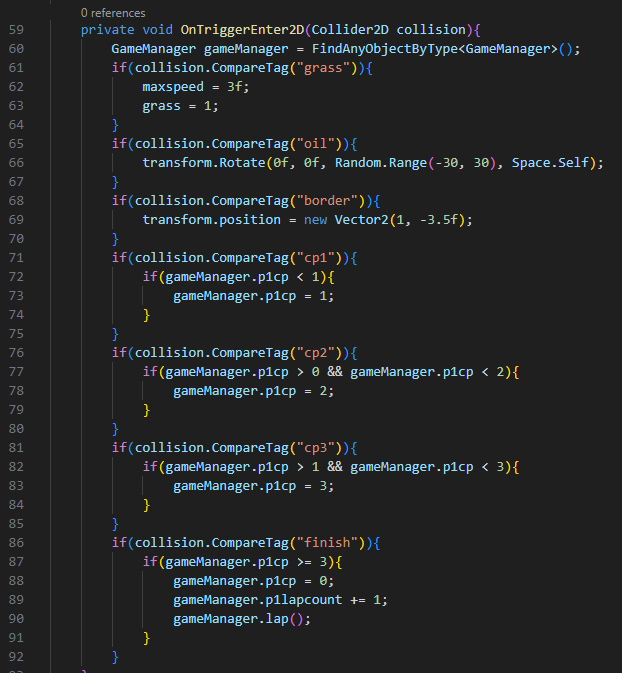 0 references
59 private void OnTriggerEnter2D(Collider2D collision){
60 GameManager gameManager = FindAnyObjectByType<GameManager>();
61 if(collision.CompareTag("grass")){
62 maxspeed = 3f;
63 grass = 1;
64 }
65 if(collision.CompareTag("oil")){
66 transform.Rotate(0f, 0f, Random.Range(-30, 30), Space.Self);
67 }
68 if(collision.CompareTag("border")){
69 transform.position = new Vector2(1, -3.5f);
70 }
71 if(collision.CompareTag("cp1")){
72 if(gameManager.p1cp < 1){
73 gameManager.p1cp = 1;
74 }
75 }
76 if(collision.CompareTag("cp2")){
77 if(gameManager.p1cp > 0 && gameManager.p1cp < 2){
78 gameManager.p1cp = 2;
79 }
80 }
81 if(collision.CompareTag("cp3")){
82 if(gameManager.p1cp > 1 && gameManager.p1cp < 3){
83 gameManager.p1cp = 3;
84 }
85 }
86 if(collision.CompareTag("finish")){
87 if(gameManager.p1cp >= 3){
88 gameManager.p1cp = 0;
89 gameManager.p1lapcount += 1;
90 gameManager.lap();
91 }
92 }